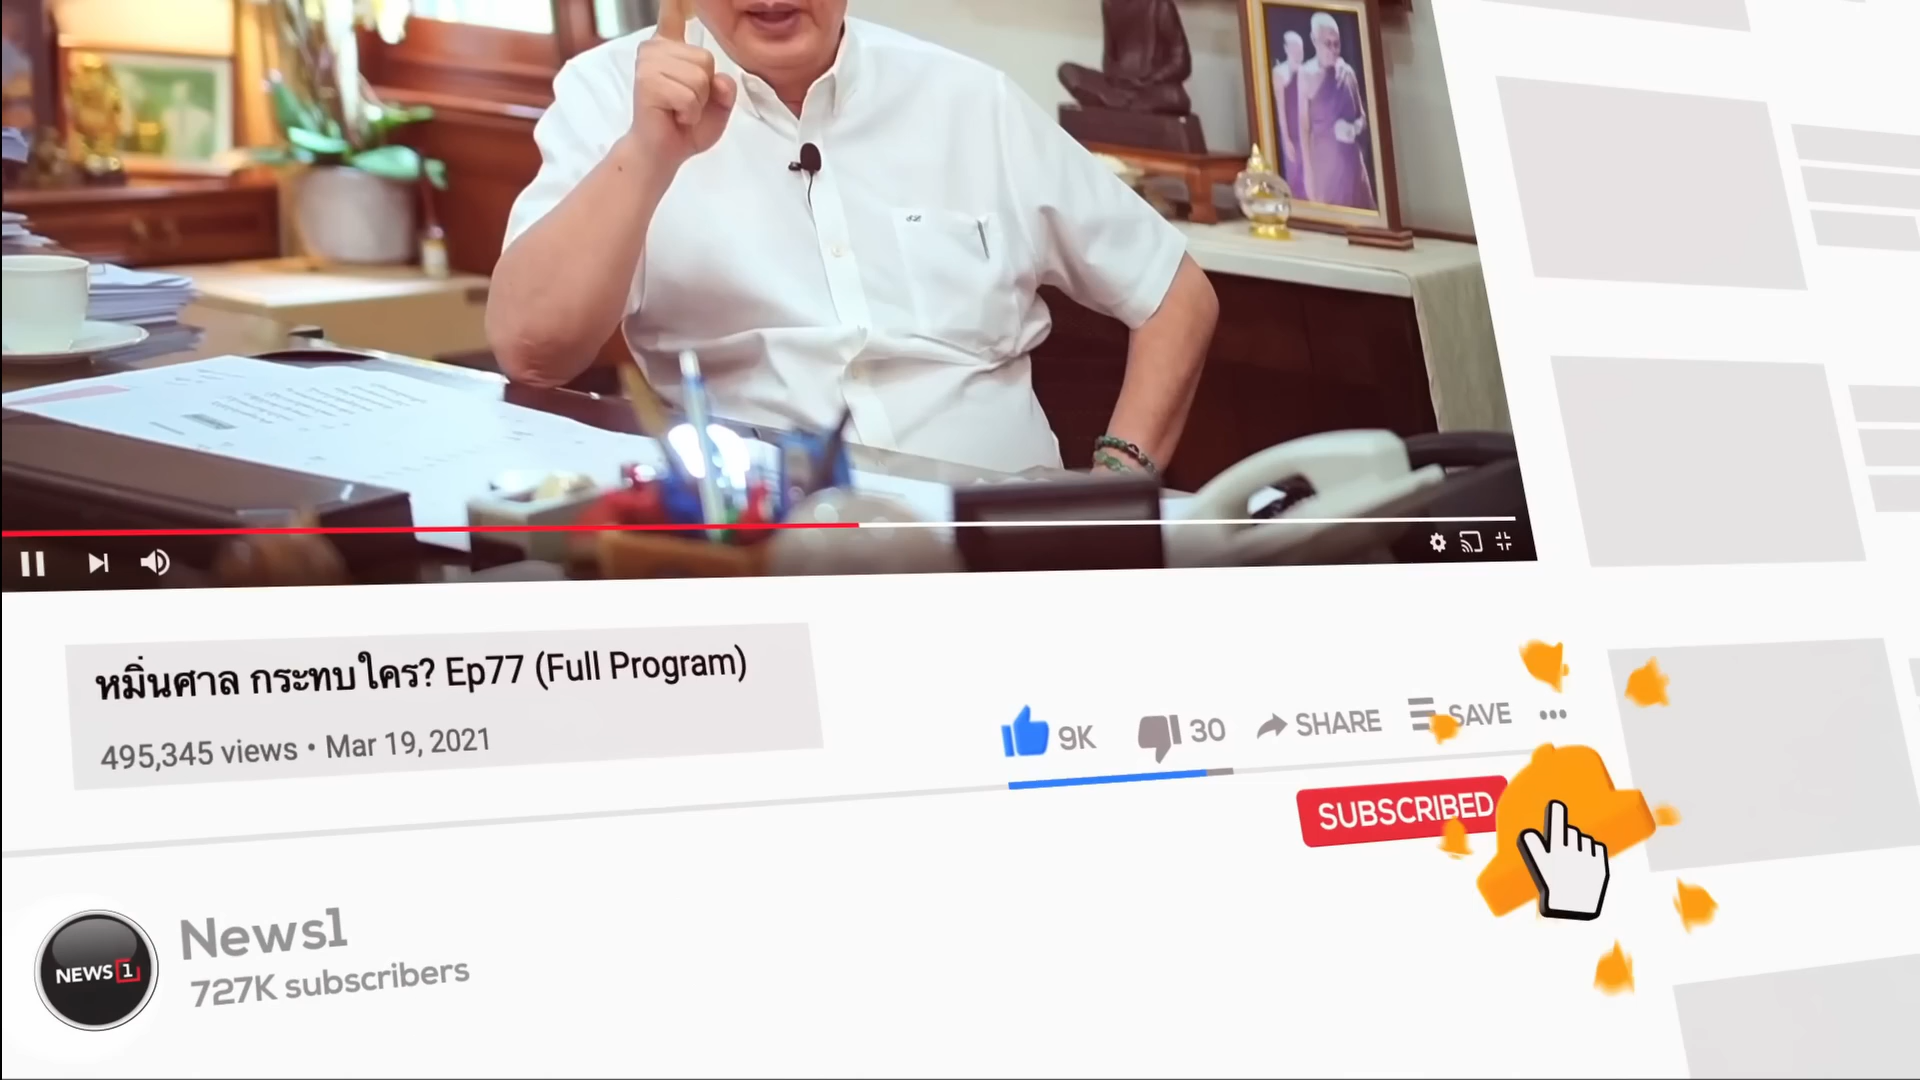 หมิ่นศาล กระทบใคร? Ep77 (Full Program)
495,345 views • Mar 19, 2021
9K
30
SHARE
SAVE
SUBSCRIBED
NEWS 1
News1
727K subscribers